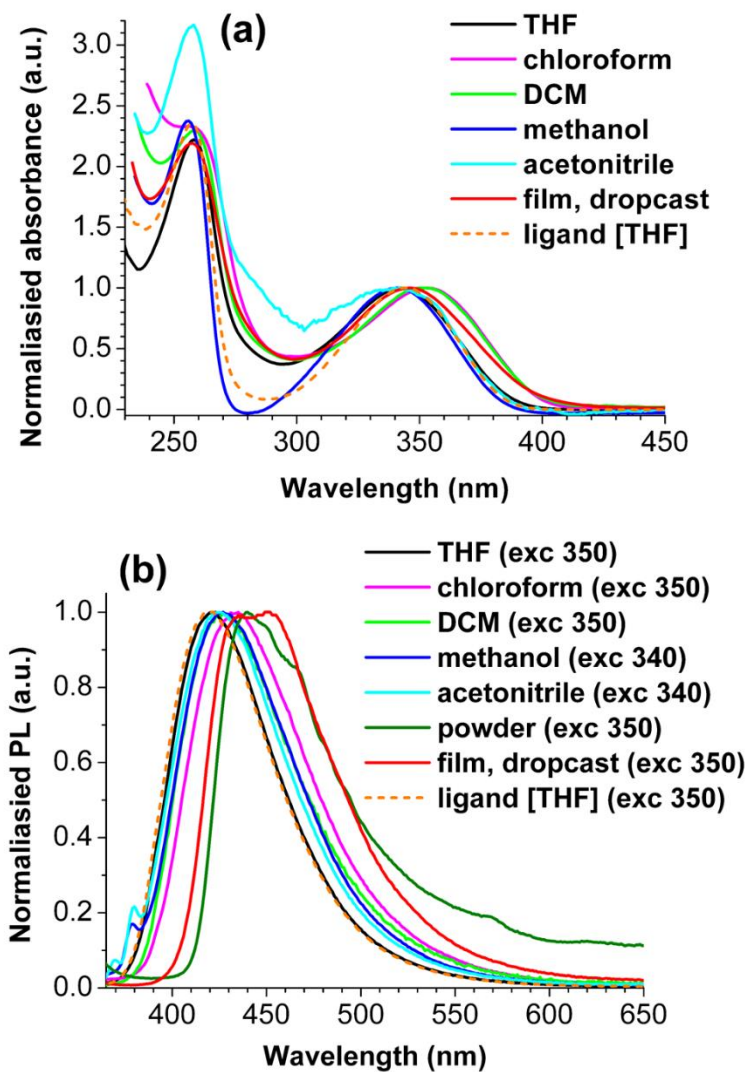 (a)
THF
chloroform
DCM
methanol
acetonitrile
film, dropcast
ligand [THF]
Normaliasied absorbance (a.u.)
3.0
2.5
2.0
1.5
1.0
0.5
0.0
250 300 350 400 450
Wavelength (nm)
(b)
THF (exc 350)
chloroform (exc 350)
DCM (exc 350)
methanol (exc 340)
acetonitrile (exc 340)
powder (exc 350)
film, dropcast (exc 350)
ligand [THF] (exc 350)
Normaliasied PL (a.u.)
1.0
0.8
0.6
0.4
0.2
0.0
400 450 500 550 600 650
Wavelength (nm)